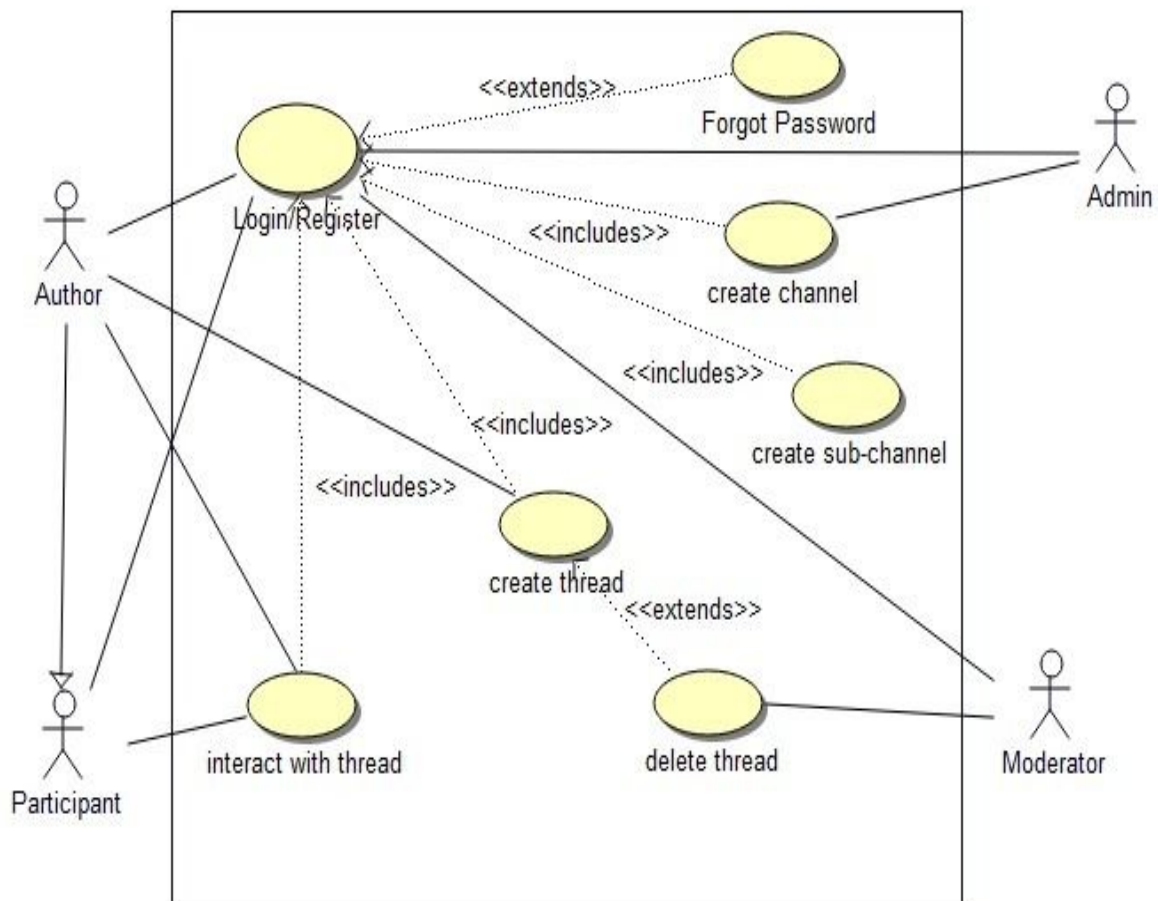 <<extends>>
Forgot Password
Admin
Login/Register
<<includes>>
Author
create channel
<<includes>>
<<includes>>
create sub-channel
<<includes>>
create thread
<<extends>>
interact with thread
delete thread
Moderator
Participant